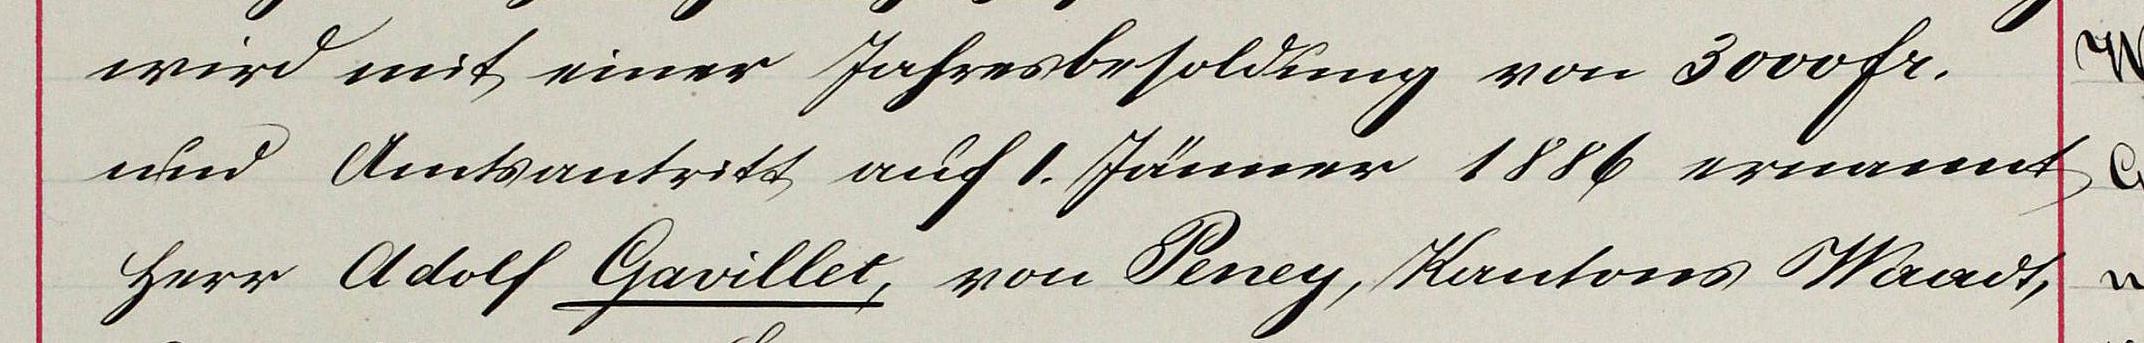 wird mit einer Jahresbesoldung von 3000 fr.
und Amtsantritt auf 1. Jänner 1886 ernannt
Herr Adolf Gavillet, von Peney, Kantons Waadt,